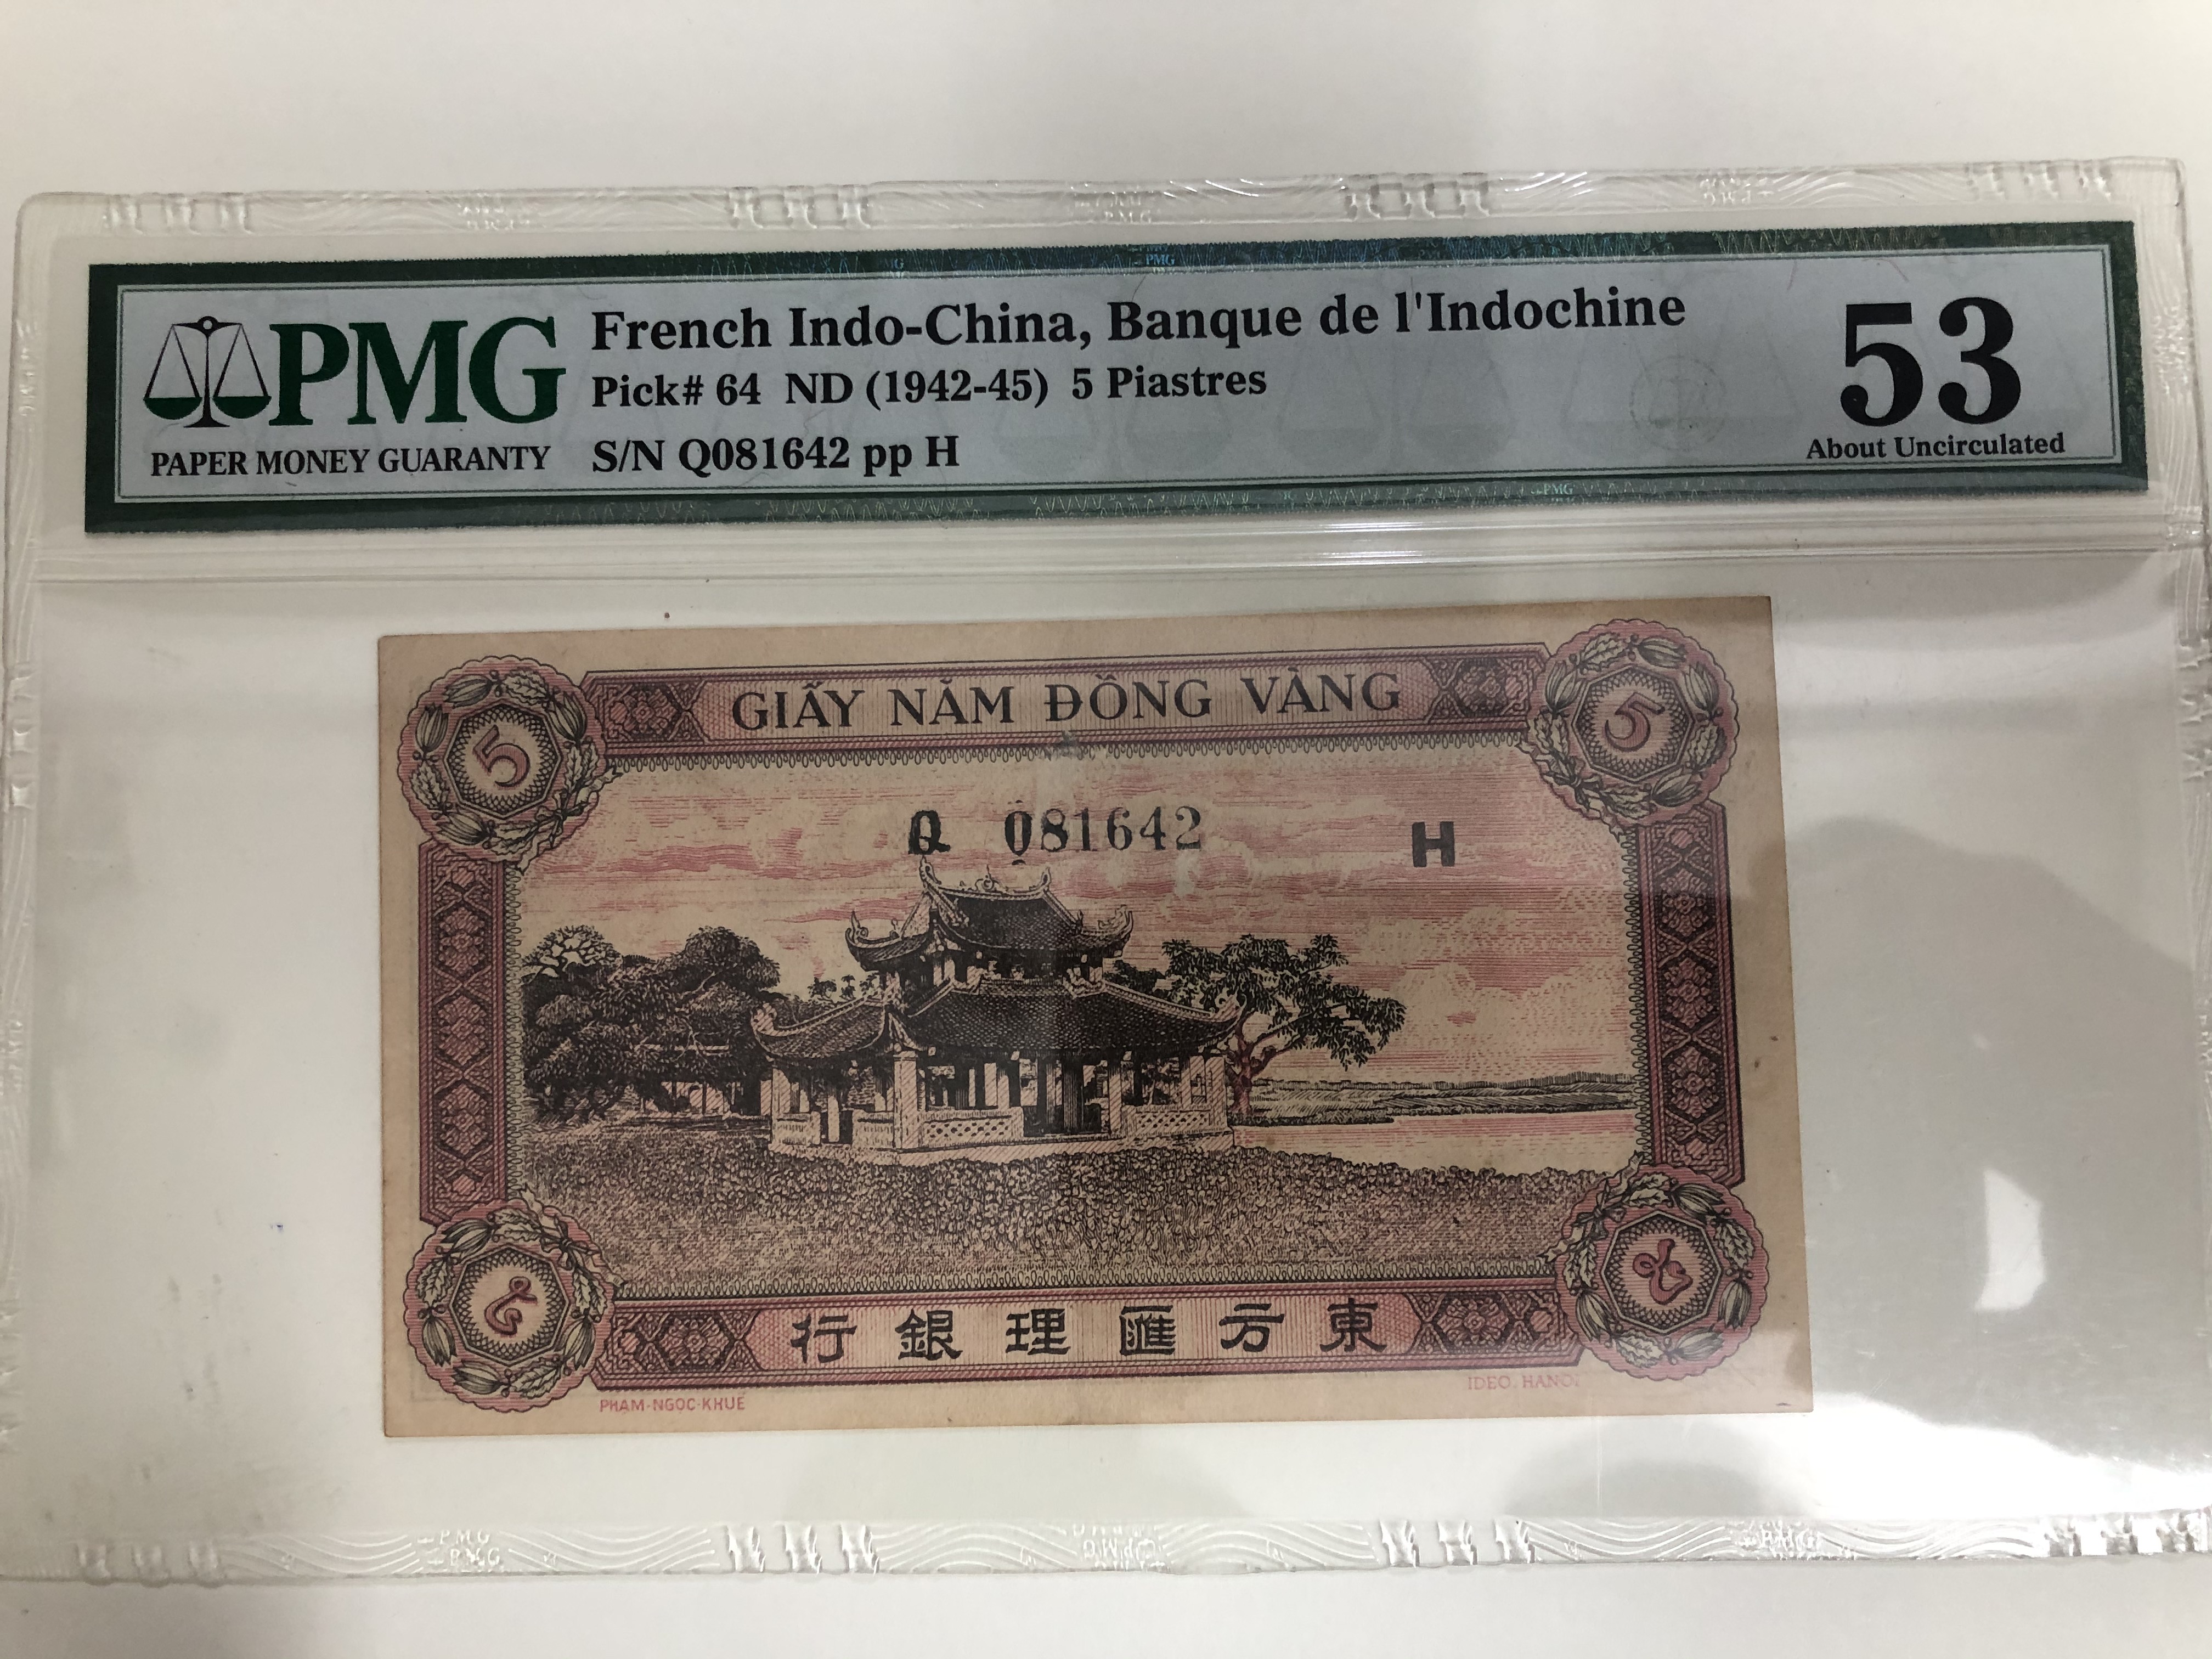 PMG
PAPER MONEY GUARANTY
French Indo-China, Banque de l'Indochine
Pick# 64 ND (1942-45) 5 Piastres
S/N Q081642 pp H
53
About Uncirculated
5
GIẤY NĂM ĐỒNG VÀNG
5
Q 081642
H
៥
行銀理匯方東
PHAM-NGOC-KHUÊ
IDEO. HANOI